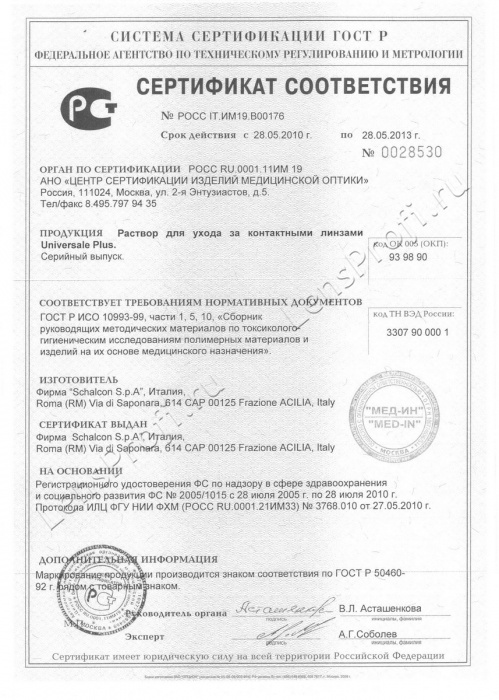 СИСТЕМА СЕРТИФИКАЦИИ ГОСТ Р
ФЕДЕРАЛЬНОЕ АГЕНТСТВО ПО ТЕХНИЧЕСКОМУ РЕГУЛИРОВАНИЮ И МЕТРОЛОГИИ
СЕРТИФИКАТ СООТВЕТСТВИЯ
№ РОСС IT.ИМ19.В00176
Срок действия с 28.05.2010 г. по 28.05.2013 г.
№ 0028530
ОРГАН ПО СЕРТИФИКАЦИИ РОСС RU.0001.11ИМ 19
АНО «ЦЕНТР СЕРТИФИКАЦИИ ИЗДЕЛИЙ МЕДИЦИНСКОЙ ОПТИКИ»
Россия, 111024, Москва, ул. 2-я Энтузиастов, д.5.
Тел/факс 8.495.797 94 35
ПРОДУКЦИЯ Раствор для ухода за контактными линзами
Universale Plus.
Серийный выпуск.
код ОК 005 (ОКП):
93 98 90
СООТВЕТСТВУЕТ ТРЕБОВАНИЯМ НОРМАТИВНЫХ ДОКУМЕНТОВ
ГОСТ Р ИСО 10993-99, части 1, 5, 10, «Сборник
руководящих методических материалов по токсиколого-
гигиеническим исследованиям полимерных материалов и
изделий на их основе медицинского назначения».
код ТН ВЭД России:
3307 90 000 1
ИЗГОТОВИТЕЛЬ
Фирма "Schalcon S.p.A", Италия,
Roma (RM) Via di Saponara, 614 CAP 00125 Frazione ACILIA, Italy
СЕРТИФИКАТ ВЫДАН
Фирма Schalcon S.p.A", Италия,
Roma (RM) Via di Saponara, 614 CAP 00125 Frazione ACILIA, Italy
"МЕД-ИН"
"MED-IN"
МОСКВА
НА ОСНОВАНИИ
Регистрационного удостоверения ФС по надзору в сфере здравоохранения
и социального развития ФС № 2005/1015 с 28 июля 2005 г. по 28 июля 2010 г.
Протокола ИЛЦ ФГУ НИИ ФХМ (РОСС RU.0001.21ИМ33) № 3768.010 от 27.05.2010 г.
ДОПОЛНИТЕЛЬНАЯ ИНФОРМАЦИЯ
Маркирование продукции производится знаком соответствия по ГОСТ Р 50460-
92 г. рядом с товарным знаком.
Руководитель органа
Асташенкова
подпись
В.Л. Асташенкова
инициалы, фамилия
М.П.
Эксперт
подпись
А.Г.Соболев
инициалы, фамилия
МОСКВА
Сертификат имеет юридическую силу на всей территории Российской Федерации
LensProfi.ru
LensProfi.ru